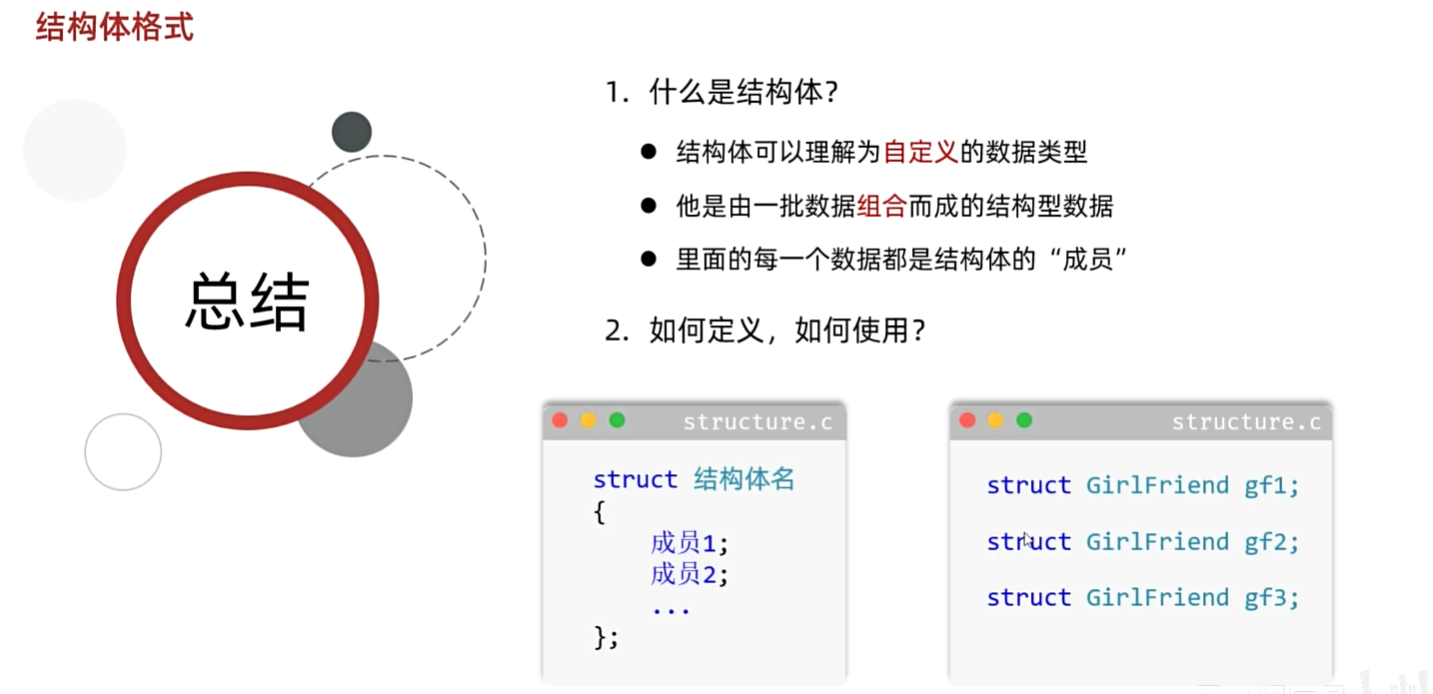 结构体格式
总结
1. 什么是结构体？
● 结构体可以理解为自定义的数据类型
● 他是由一批数据组合而成的结构型数据
● 里面的每一个数据都是结构体的“成员”
2. 如何定义，如何使用？
structure.c
struct 结构体名
{
成员1;
成员2;
...
};
structure.c
struct GirlFriend gf1;
struct GirlFriend gf2;
struct GirlFriend gf3;